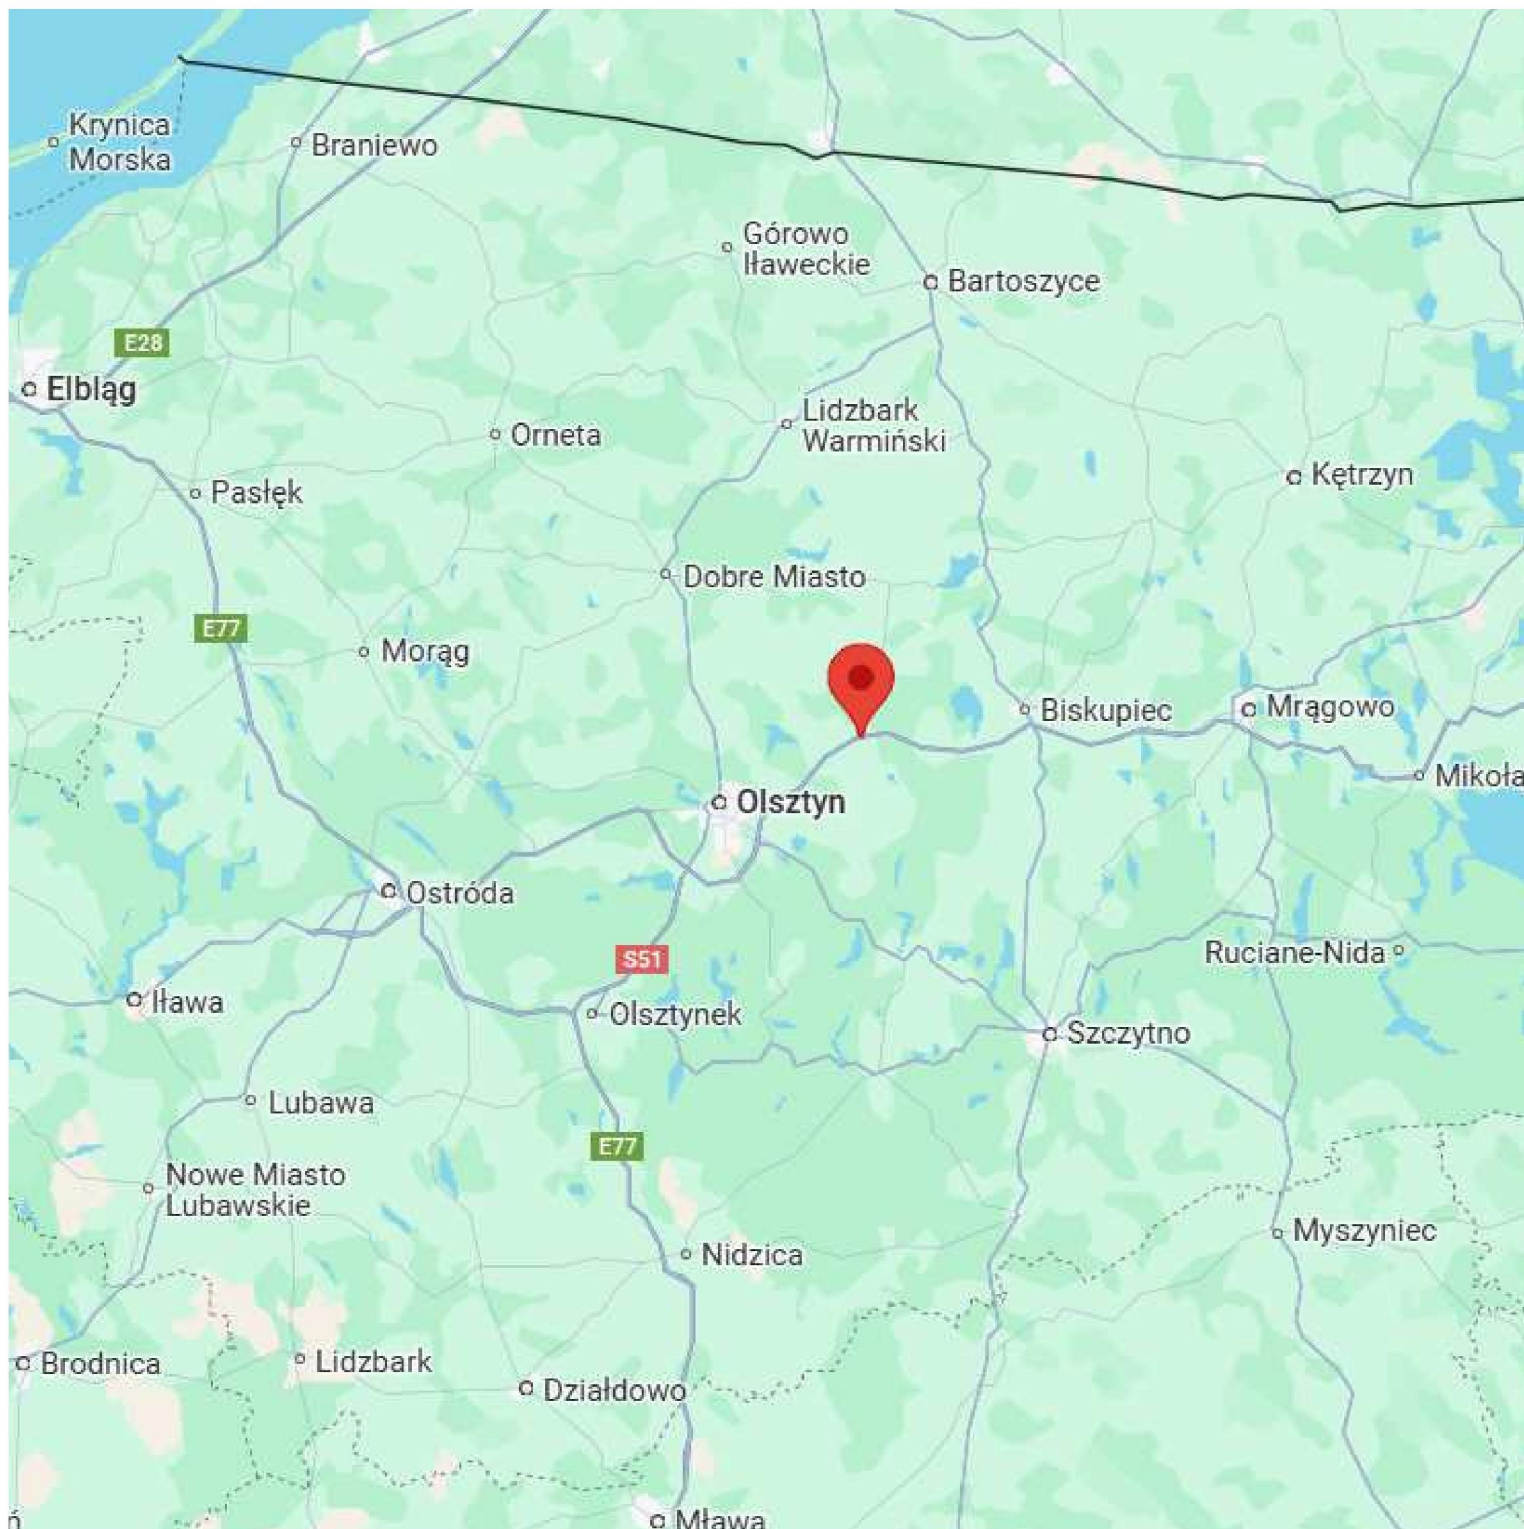 Krynica
Morska
Braniewo
Górowo
Iławeckie
Bartoszyce
E28
Elbląg
Lidzbark
Warmiński
Orneta
Kętrzyn
Pasłęk
Dobre Miasto
E77
Morąg
Biskupiec
Mrągowo
Mikoła
Olsztyn
Ostróda
Ruciane-Nida
S51
Iława
Olsztynek
Szczytno
Lubawa
E77
Nowe Miasto
Lubawskie
Myszyniec
Nidzica
Brodnica
Lidzbark
Działdowo
ń
Mława